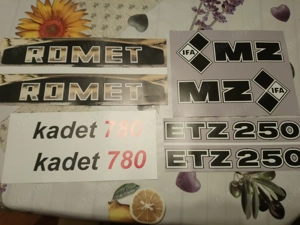 ROMET
ROMET
kadet 780
kadet 780
IFA MZ
MZ IFA
ETZ 250
ETZ 250